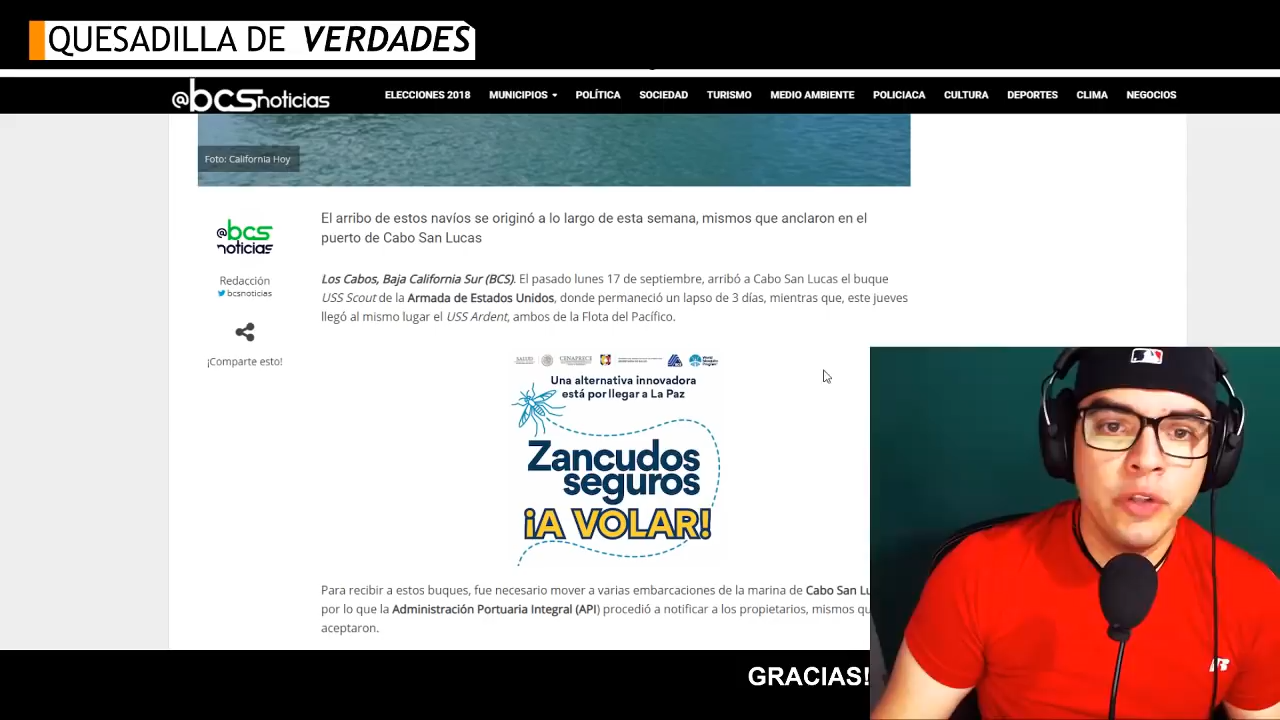 QUESADILLA DE VERDADES
@bcsnoticias
ELECCIONES 2018 MUNICIPIOS POLÍTICA SOCIEDAD TURISMO MEDIO AMBIENTE POLICIACA CULTURA DEPORTES CLIMA NEGOCIOS
Foto: California Hoy
El arribo de estos navíos se originó a lo largo de esta semana, mismos que anclaron en el
puerto de Cabo San Lucas
@bcs
noticias
Redacción
bcsnoticias
¡Comparte esto!
Los Cabos, Baja California Sur (BCS). El pasado lunes 17 de septiembre, arribó a Cabo San Lucas el buque
USS Scout de la Armada de Estados Unidos, donde permaneció un lapso de 3 días, mientras que, este jueves
llegó al mismo lugar el USS Ardent, ambos de la Flota del Pacífico.
SALUD CENAPRECE
Una alternativa innovadora
está por llegar a La Paz
Zancudos
seguros
¡A VOLAR!
Para recibir a estos buques, fue necesario mover a varias embarcaciones de la marina de Cabo San Lu
por lo que la Administración Portuaria Integral (API) procedió a notificar a los propietarios, mismos qu
aceptaron.
GRACIAS!